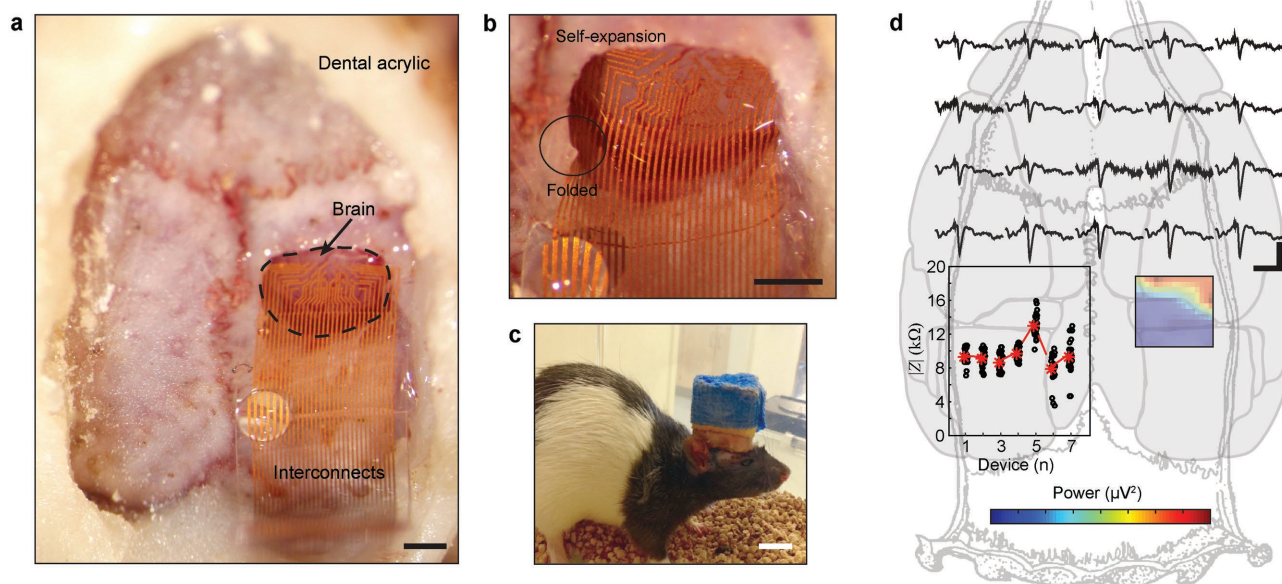 a
Dental acrylic
Brain
Interconnects
b
Self-expansion
Folded
c
d
20
16
12
8
4
0
|Z| (kΩ)
1 3 5 7
Device (n)
Power (μV²)